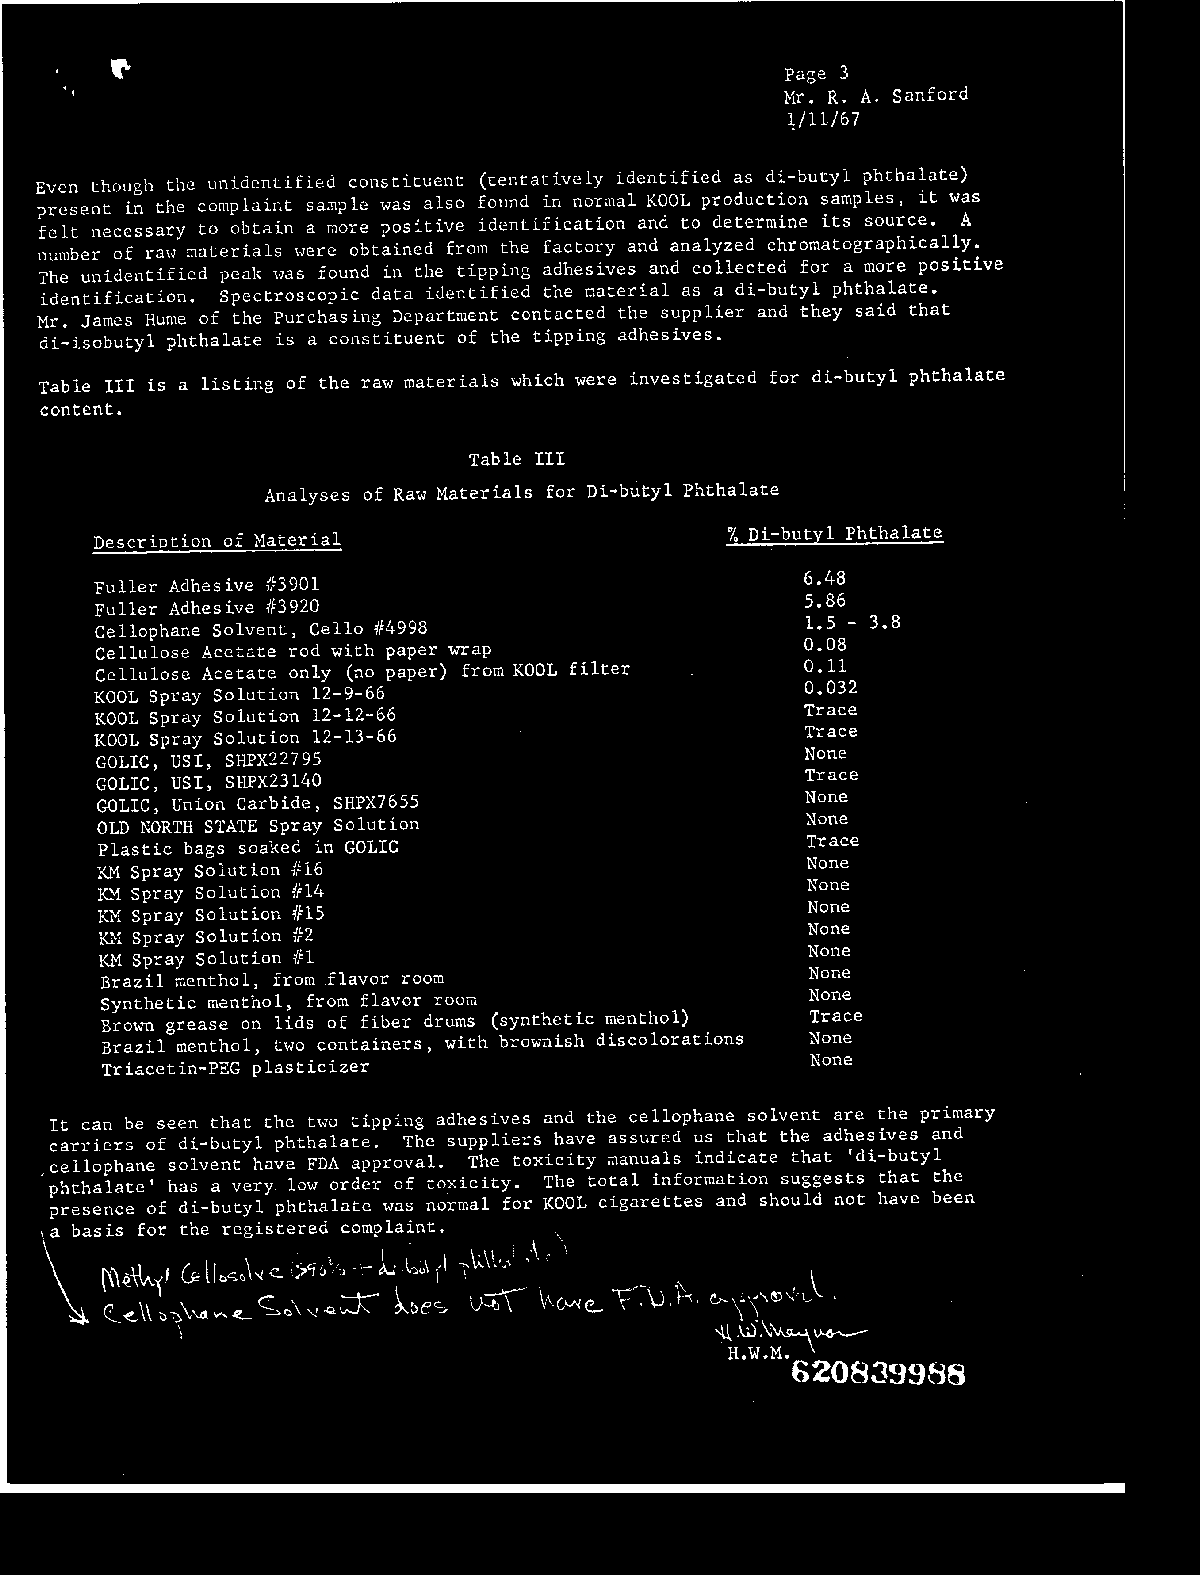 Page 3
Mr. R. A. Sanford
1/11/67
Even though the unidentified constituent (tentatively identified as di-butyl phthalate)
present in the complaint sample was also found in normal KOOL production samples, it was
felt necessary to obtain a more positive identification and to determine its source. A
number of raw materials were obtained from the factory and analyzed chromatographically.
The unidentified peak was found in the tipping adhesives and collected for a more positive
identification. Spectroscopic data identified the material as a di-butyl phthalate.
Mr. James Hume of the Purchasing Department contacted the supplier and they said that
di-isobutyl phthalate is a constituent of the tipping adhesives.
Table III is a listing of the raw materials which were investigated for di-butyl phthalate
content.
Table III
Analyses of Raw Materials for Di-butyl Phthalate
Description of Material % Di-butyl Phthalate
Fuller Adhesive #3901 6.48
Fuller Adhesive #3920 5.86
Cellophane Solvent, Cello #4998 1.5 - 3.8
Cellulose Acetate rod with paper wrap 0.08
Cellulose Acetate only (no paper) from KOOL filter 0.11
KOOL Spray Solution 12-9-66 0.032
KOOL Spray Solution 12-12-66 Trace
KOOL Spray Solution 12-13-66 Trace
GOLIC, USI, SHPX22795 None
GOLIC, USI, SHPX23140 Trace
GOLIC, Union Carbide, SHPX7655 None
OLD NORTH STATE Spray Solution None
Plastic bags soaked in GOLIC Trace
KM Spray Solution #16 None
KM Spray Solution #14 None
KM Spray Solution #15 None
KM Spray Solution #2 None
KM Spray Solution #1 None
Brazil menthol, from flavor room None
Synthetic menthol, from flavor room None
Brown grease on lids of fiber drums (synthetic menthol) Trace
Brazil menthol, two containers, with brownish discolorations None
Triacetin-PEG plasticizer None
It can be seen that the two tipping adhesives and the cellophane solvent are the primary
carriers of di-butyl phthalate. The suppliers have assured us that the adhesives and
cellophane solvent have FDA approval. The toxicity manuals indicate that 'di-butyl
phthalate' has a very low order of toxicity. The total information suggests that the
presence of di-butyl phthalate was normal for KOOL cigarettes and should not have been
a basis for the registered complaint.
Methyl Cellosolve + di-butyl
Cellophane Solvent does not have F.D.A. approval.
H.W.M.
620839988